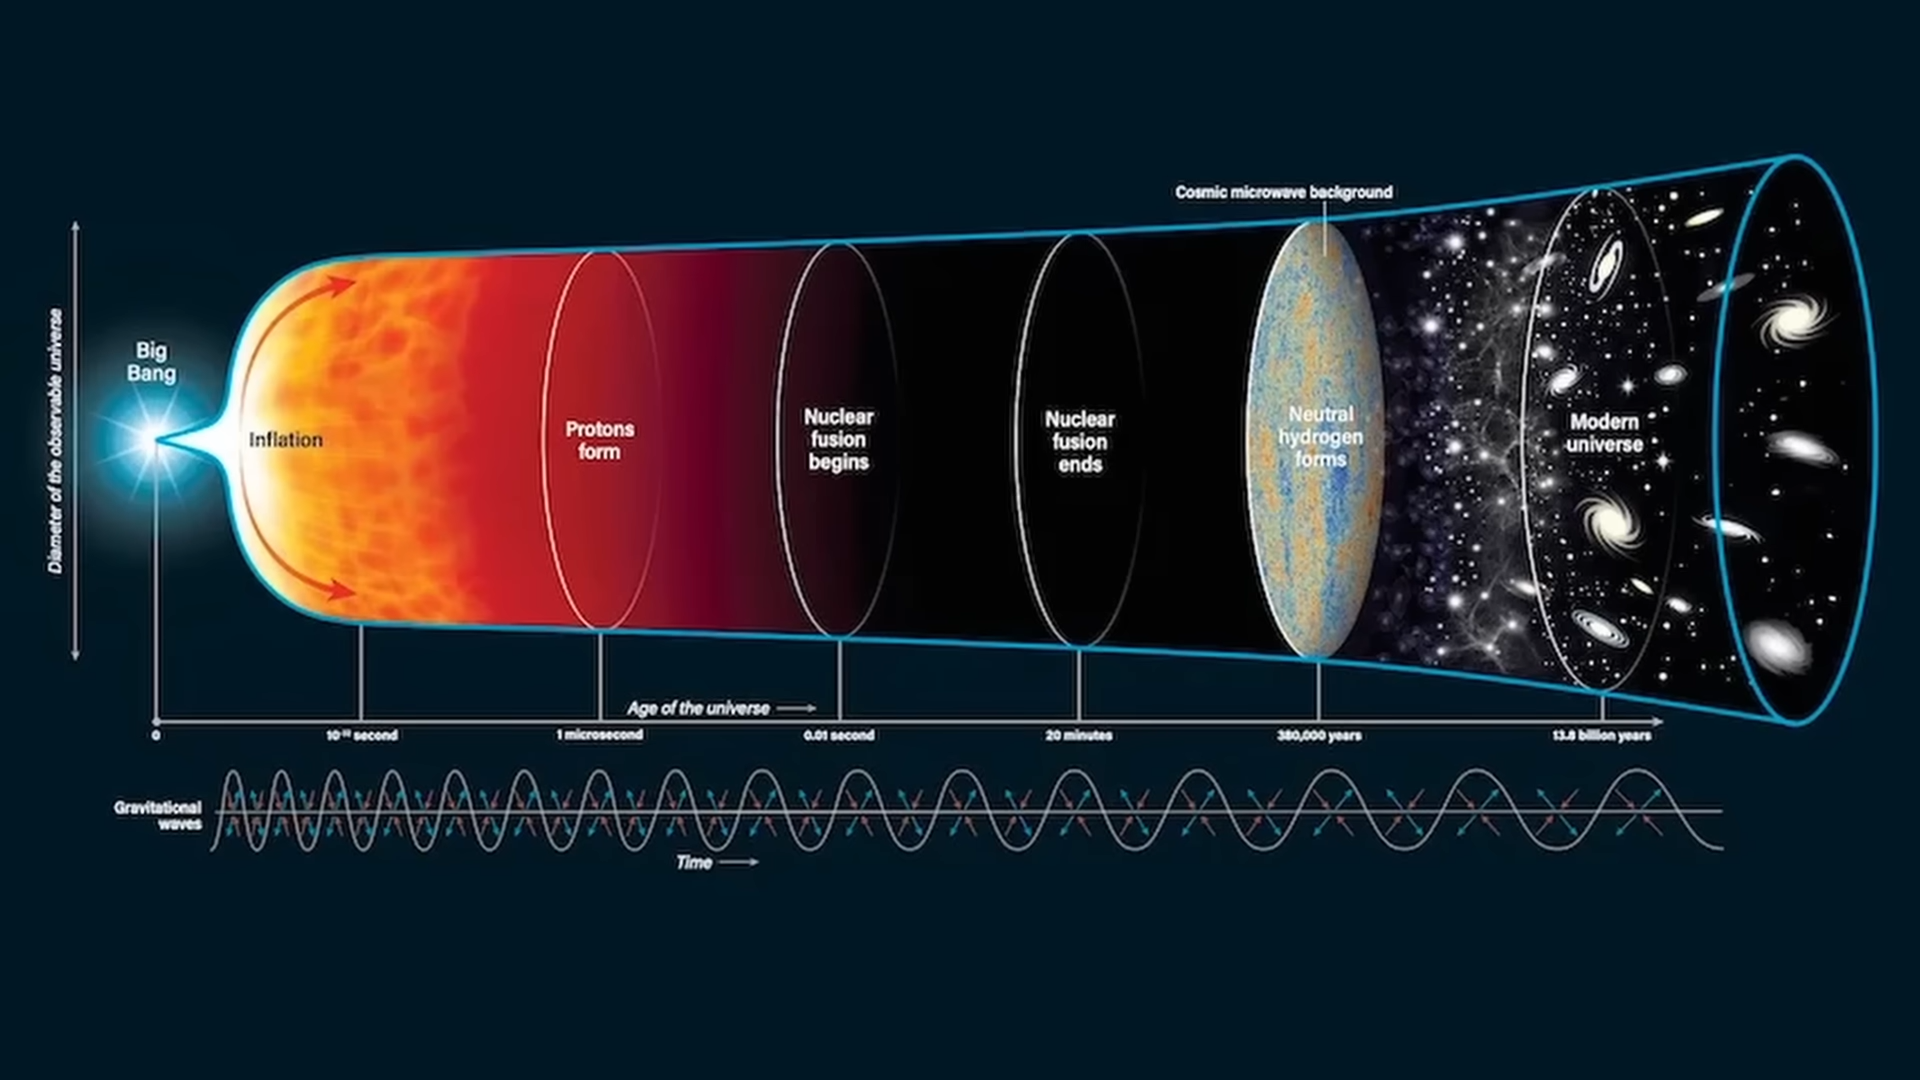 Cosmic microwave background
Diameter of the observable universe
Big
Bang
Inflation
Protons
form
Nuclear
fusion
begins
Nuclear
fusion
ends
Neutral
hydrogen
forms
Modern
universe
Age of the universe
0
second
1 microsecond
0.01 second
20 minutes
380,000 years
13.8 billion years
Gravitational
waves
Time